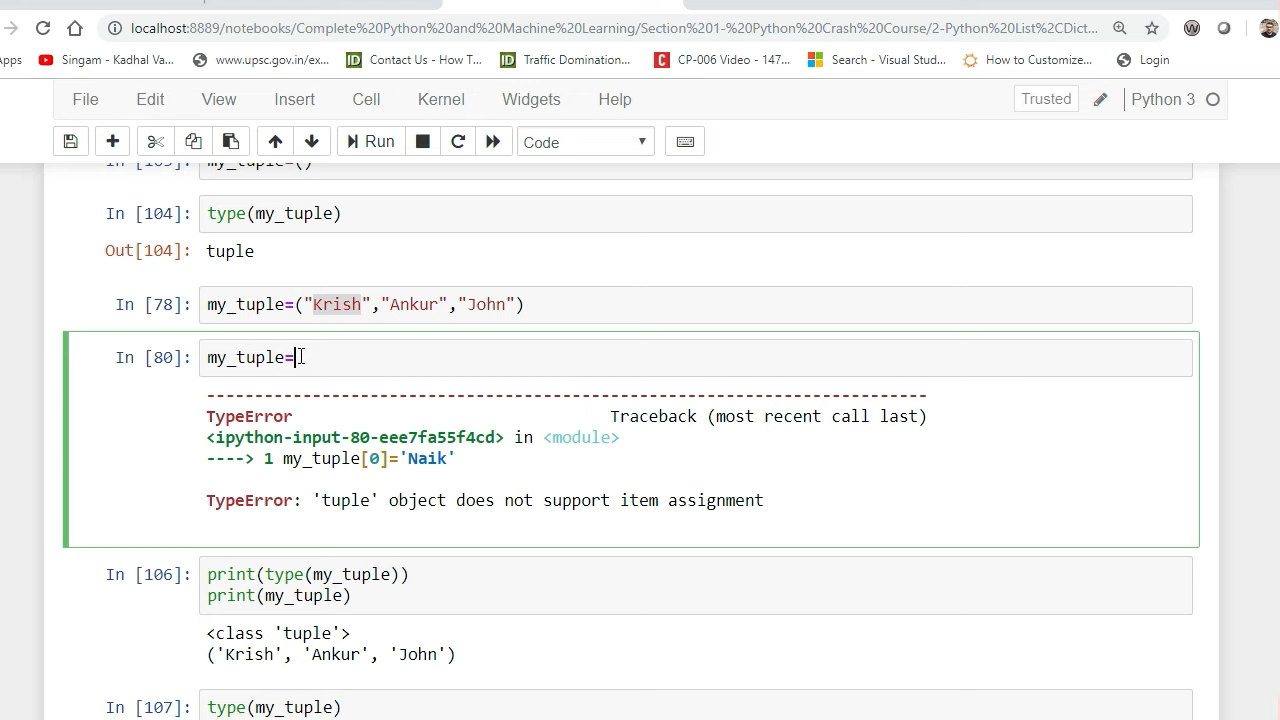 localhost:8889/notebooks/Complete%20Python%20and%20Machine%20Learning/Section%201-%20Python%20Crash%20Course/2-Python%20List%2CDict...
Apps Singam Kadhal Va... www.upsc.gov.in/ex... Contact Us - How T... Traffic Domination... CP-006 Video - 147... Search - Visual Stud... How to Customize... Login
File Edit View Insert Cell Kernel Widgets Help Trusted Python 3
Run Code
my_tuple=()
In [104]: type(my_tuple)
Out[104]: tuple
In [78]: my_tuple=("Krish","Ankur","John")
In [80]: my_tuple=
---------------------------------------------------------------------------
TypeError Traceback (most recent call last)
<ipython-input-80-eee7fa55f4cd> in <module>
----> 1 my_tuple[0]='Naik'
TypeError: 'tuple' object does not support item assignment
In [106]: print(type(my_tuple))
print(my_tuple)
<class 'tuple'>
('Krish', 'Ankur', 'John')
In [107]: type(my_tuple)